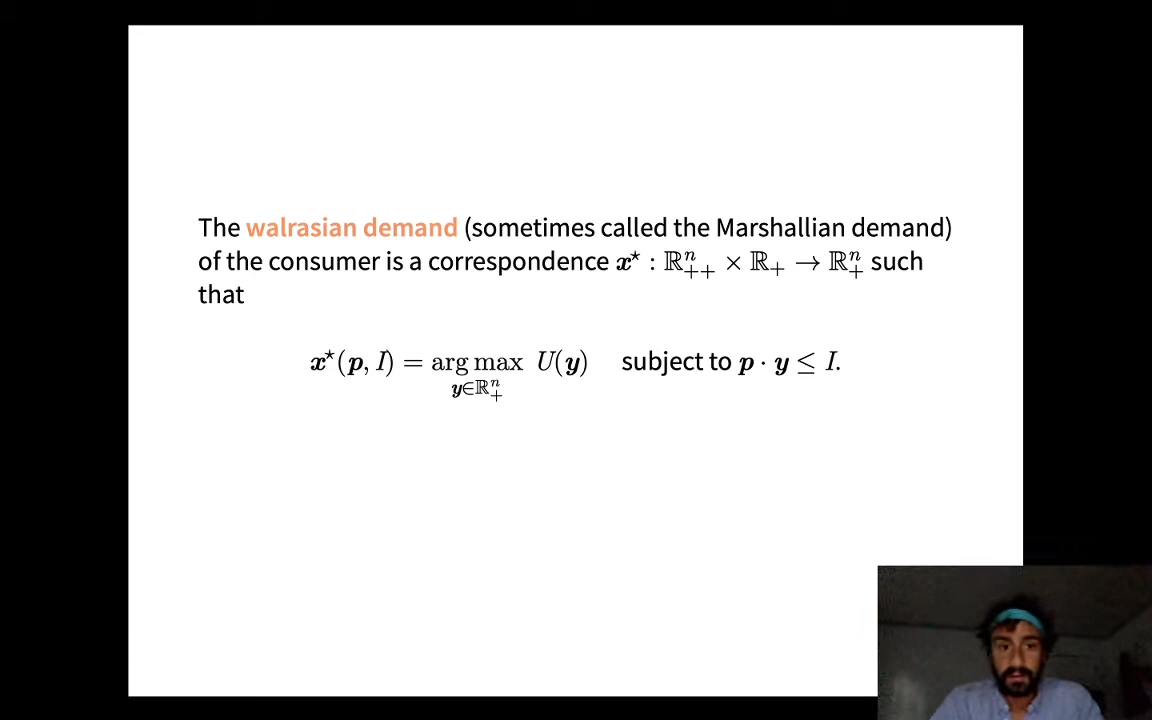 The walrasian demand (sometimes called the Marshallian demand)
of the consumer is a correspondence 𝒙⋆ : ℝⁿ₊₊ × ℝ₊ → ℝⁿ₊ such
that
𝒙⋆(𝒑, I) = arg max U(𝒚) subject to 𝒑 · 𝒚 ≤ I.
𝒚∈ℝⁿ₊